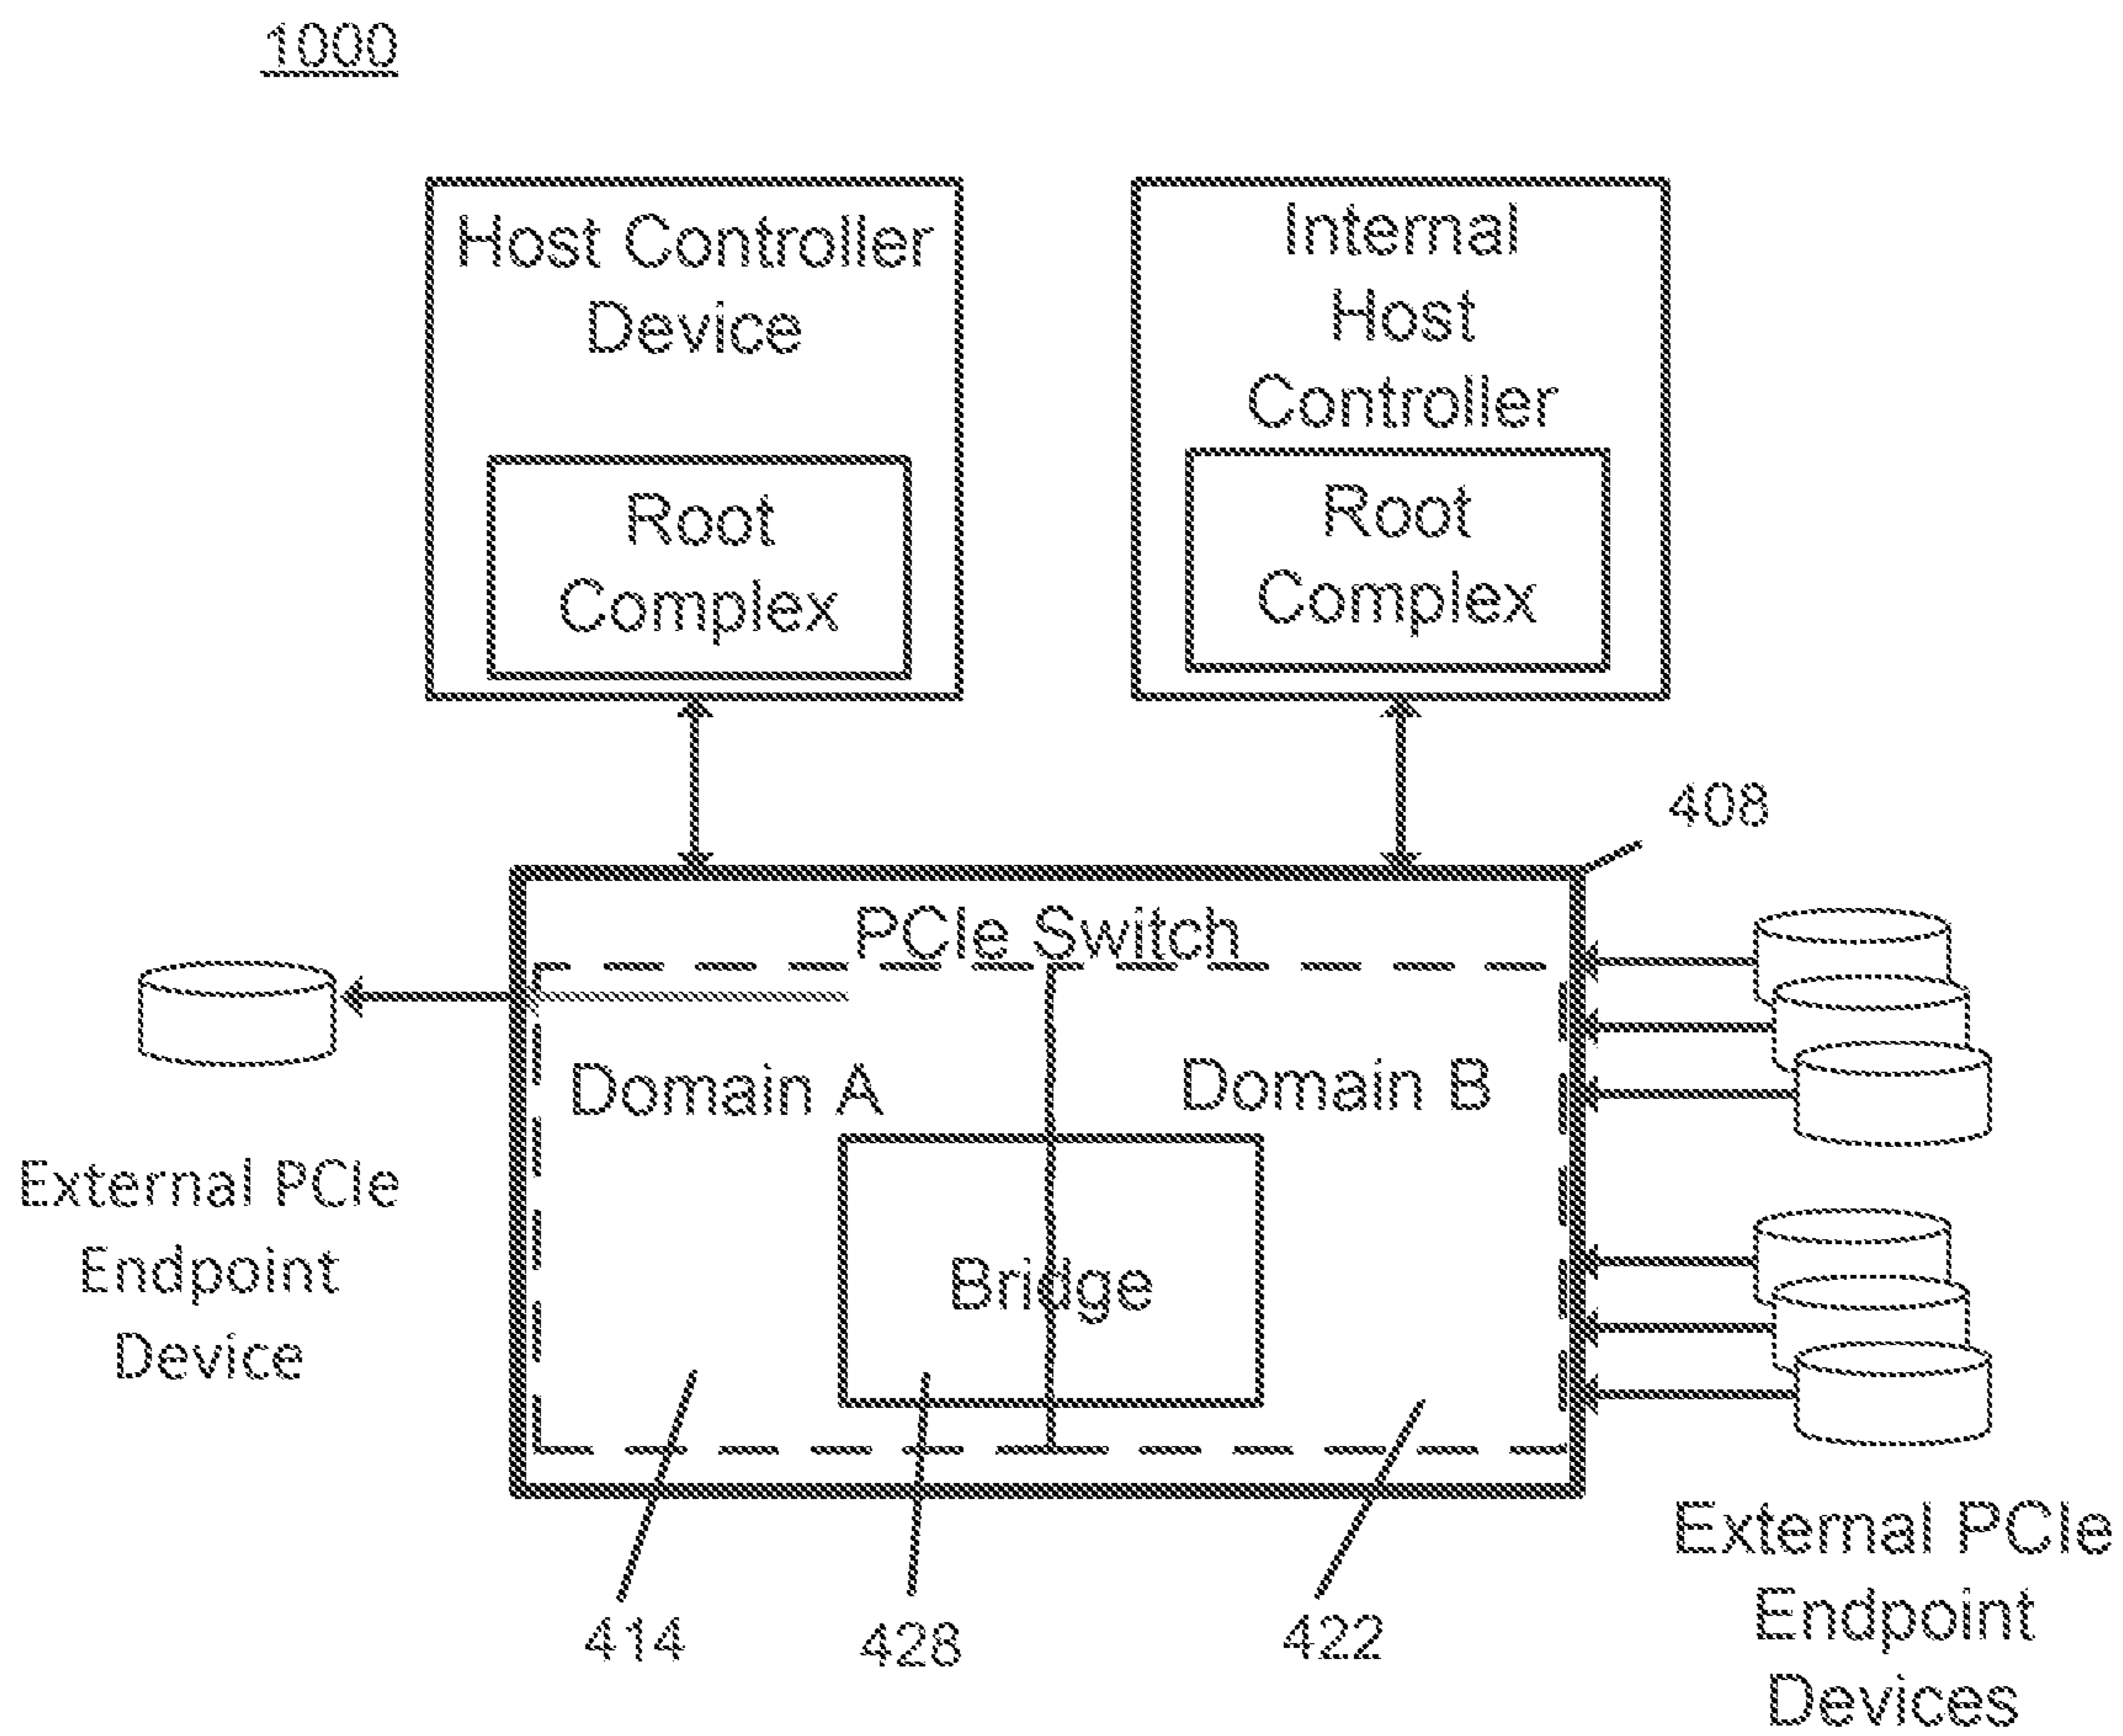 1000
Host Controller
Device
Root
Complex
Internal
Host
Controller
Root
Complex
408
PCIe Switch
Domain A
Domain B
Bridge
External PCIe
Endpoint
Device
414
428
422
External PCIe
Endpoint
Devices